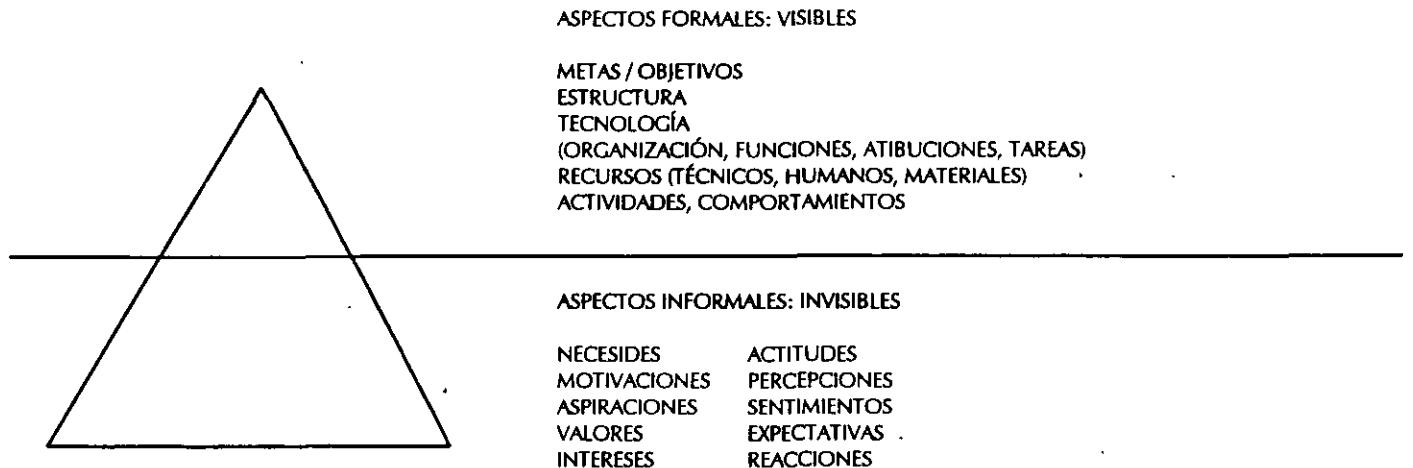 ASPECTOS FORMALES: VISIBLES
METAS / OBJETIVOS
ESTRUCTURA
TECNOLOGÍA
(ORGANIZACIÓN, FUNCIONES, ATIBUCIONES, TAREAS)
RECURSOS (TÉCNICOS, HUMANOS, MATERIALES)
ACTIVIDADES, COMPORTAMIENTOS
ASPECTOS INFORMALES: INVISIBLES
NECESIDES ACTITUDES
MOTIVACIONES PERCEPCIONES
ASPIRACIONES SENTIMIENTOS
VALORES EXPECTATIVAS
INTERESES REACCIONES